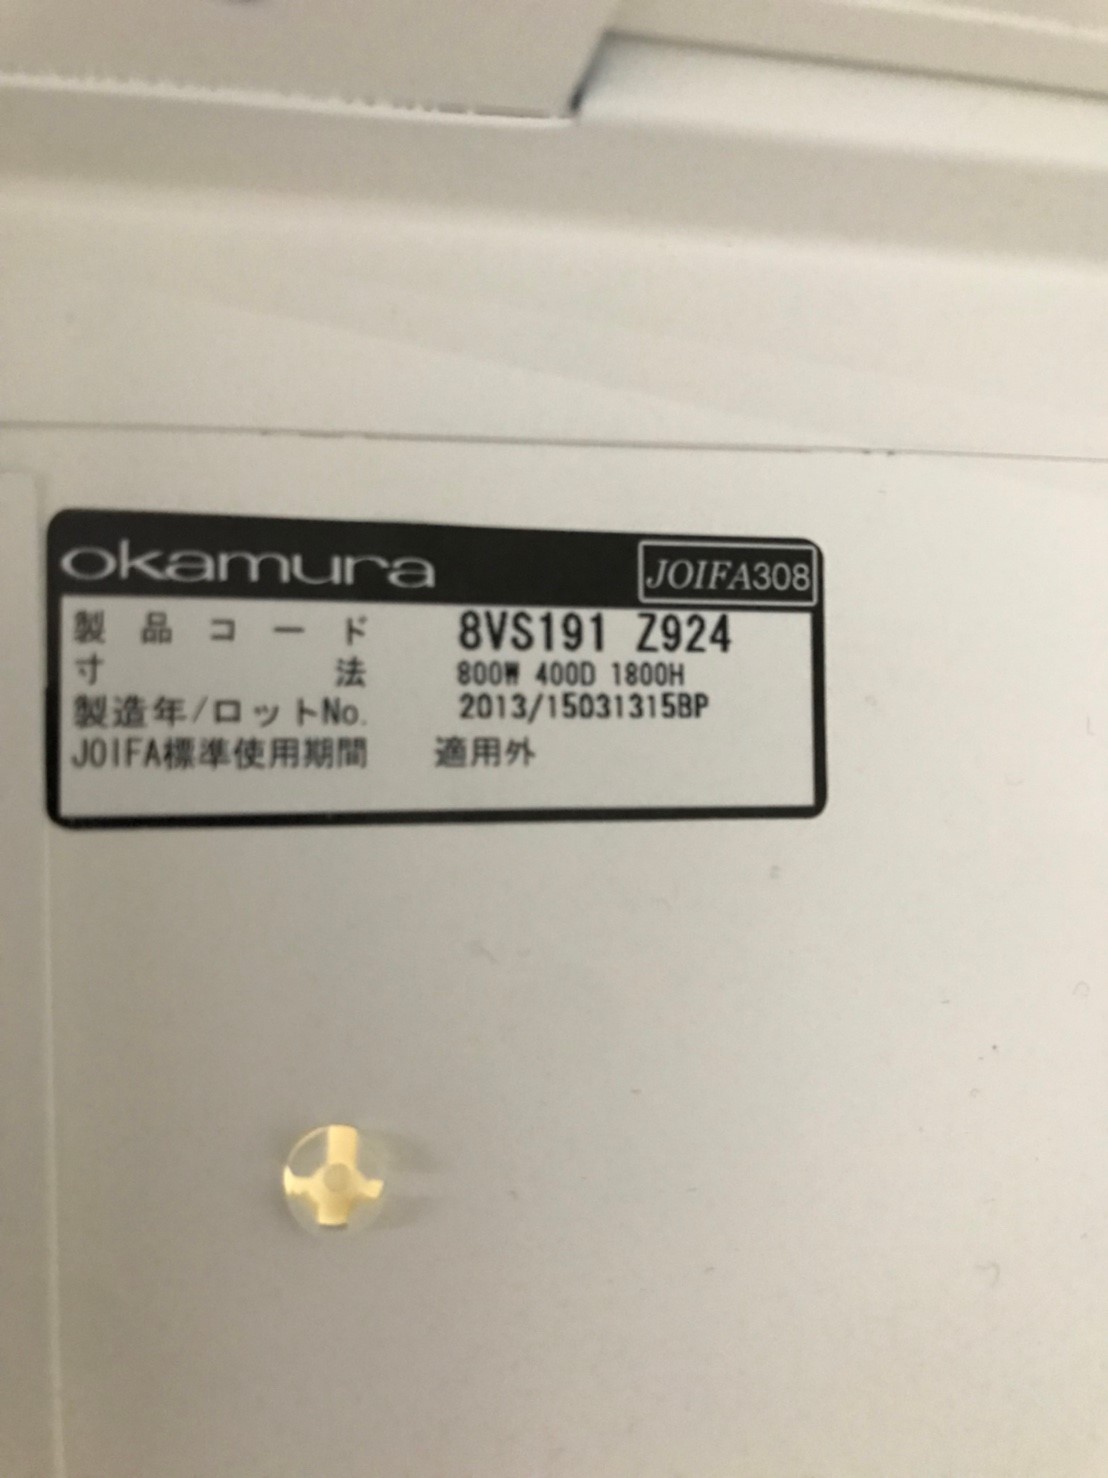 okamura JOIFA308
製品コード 8VS191 Z924
寸法 800W 400D 1800H
製造年/ロットNo. 2013/15031315BP
JOIFA標準使用期間 適用外